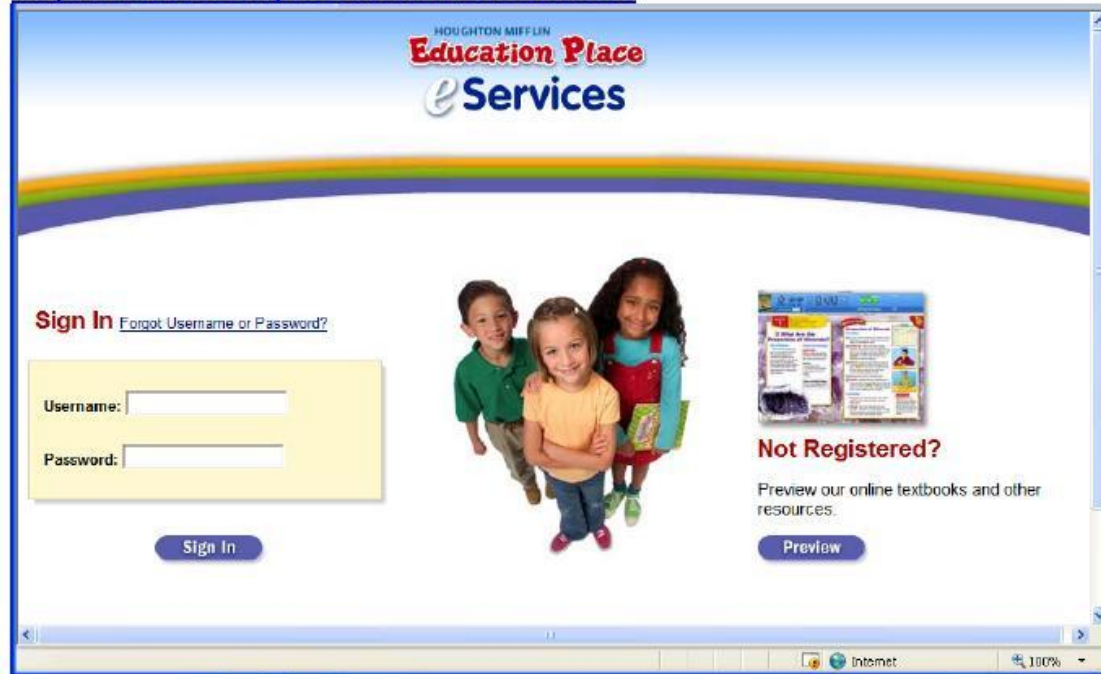 HOUGHTON MIFFLIN
Education Place
eServices
Sign In Forgot Username or Password?
Username:
Password:
Sign In
Not Registered?
Preview our online textbooks and other
resources.
Preview
Internet
100%